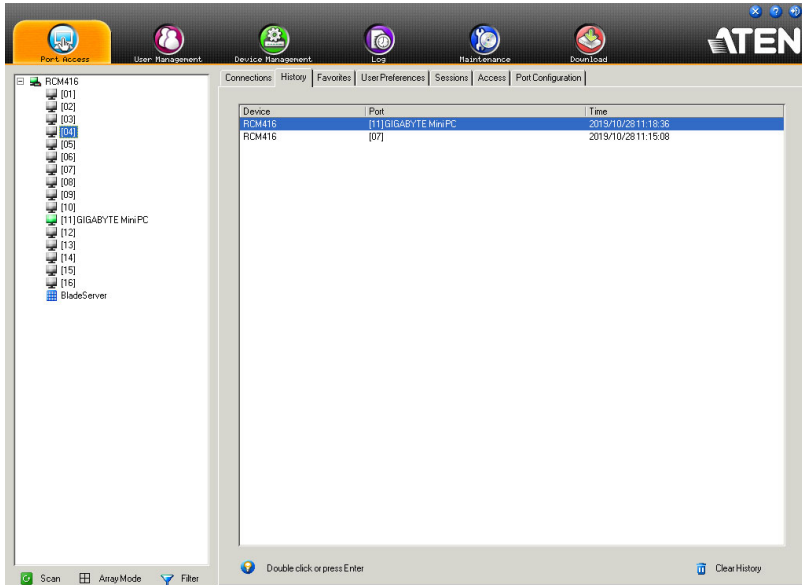 ATEN
Port Access User Management Device Management Log Maintenance Download
Connections History Favorites User Preferences Sessions Access Port Configuration
RCM416
[01]
[02]
[03]
[04]
[05]
[06]
[07]
[08]
[09]
[10]
[11]GIGABYTE Mini PC
[12]
[13]
[14]
[15]
[16]
BladeServer
Device Port Time
RCM416 [11]GIGABYTE Mini PC 2019/10/28 11:18:36
RCM416 [07] 2019/10/28 11:15:08
Double click or press Enter Clear History
Scan Array Mode Filter